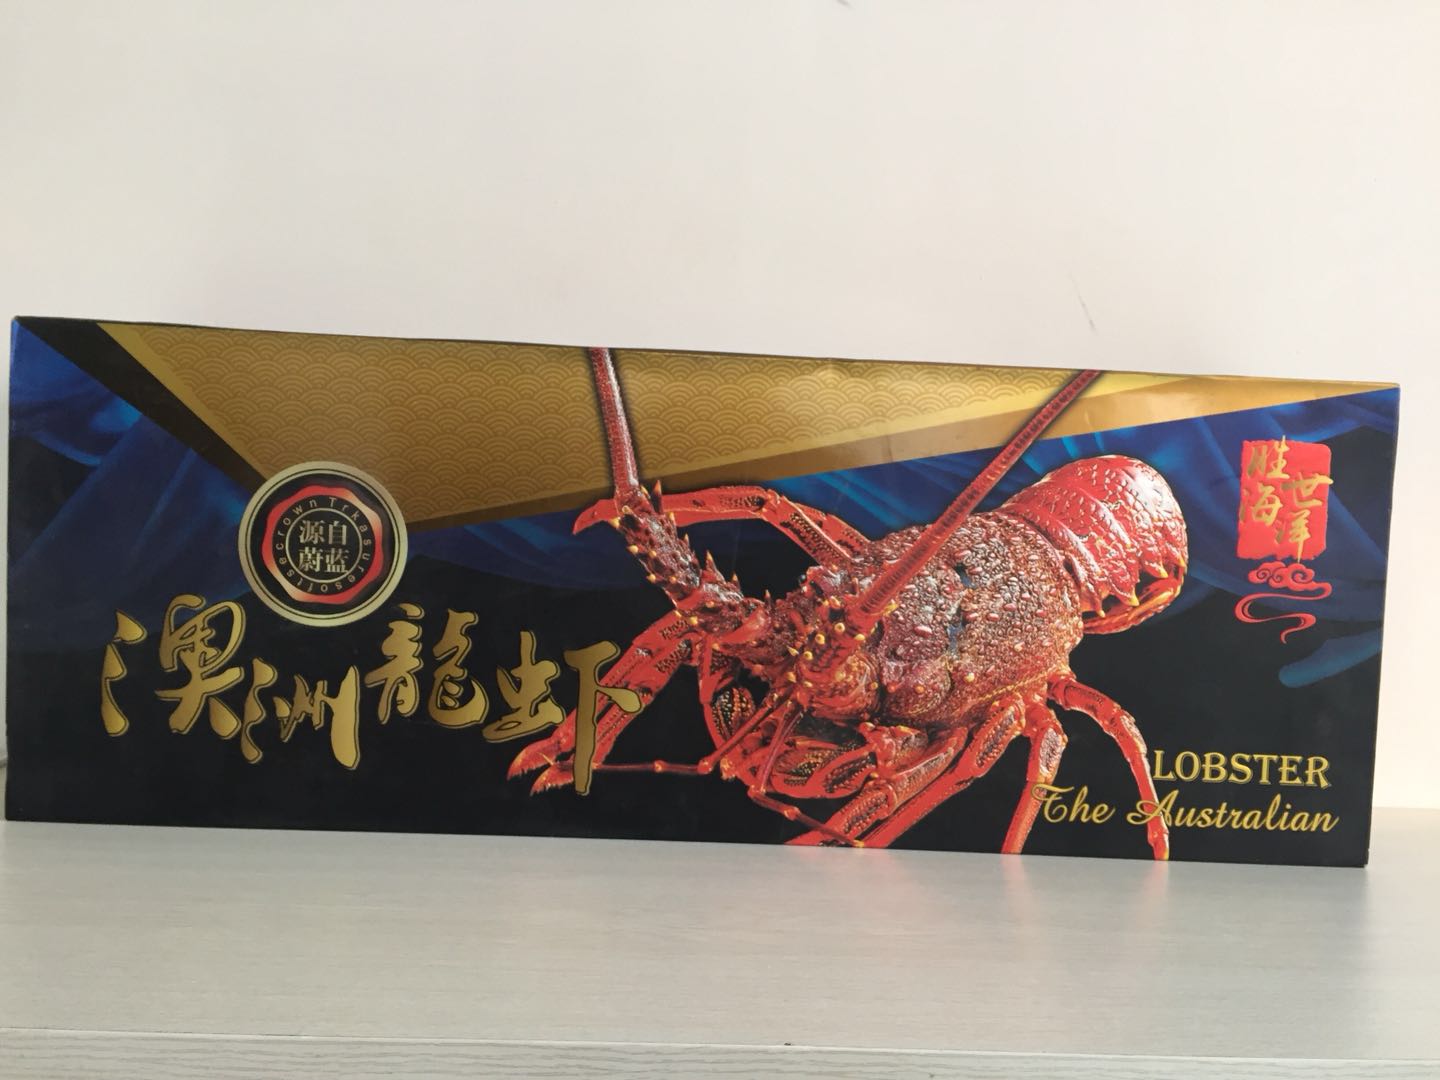 源自
蔚蓝
澳洲龍虾
胜世
海洋
LOBSTER
The Australian